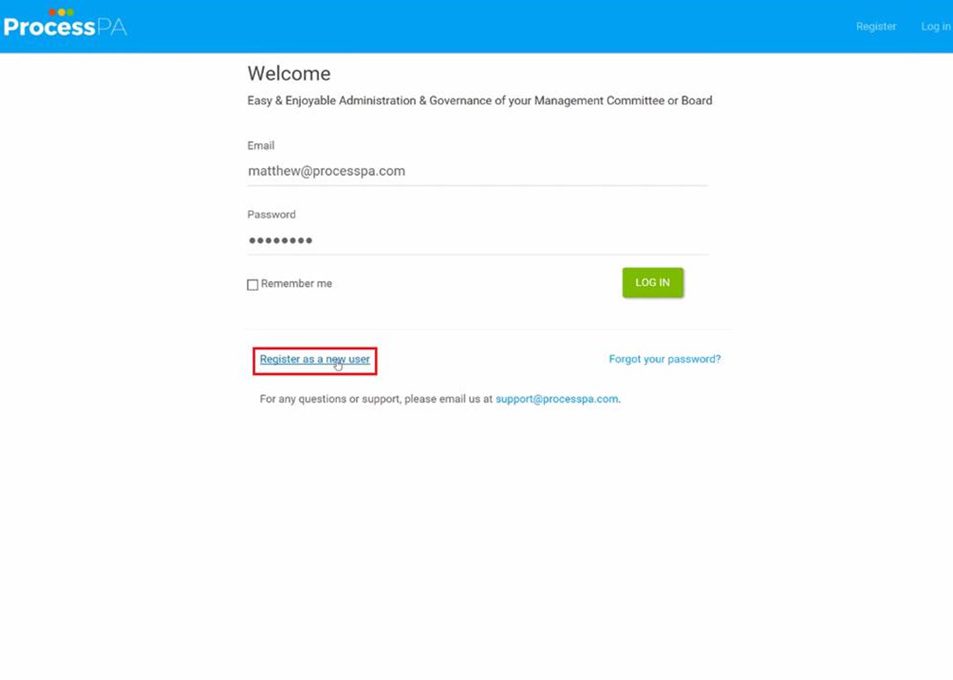 ProcessPA
Register Log in
Welcome
Easy & Enjoyable Administration & Governance of your Management Committee or Board
Email
matthew@processpa.com
Password
Remember me
LOG IN
Register as a new user
Forgot your password?
For any questions or support, please email us at support@processpa.com.